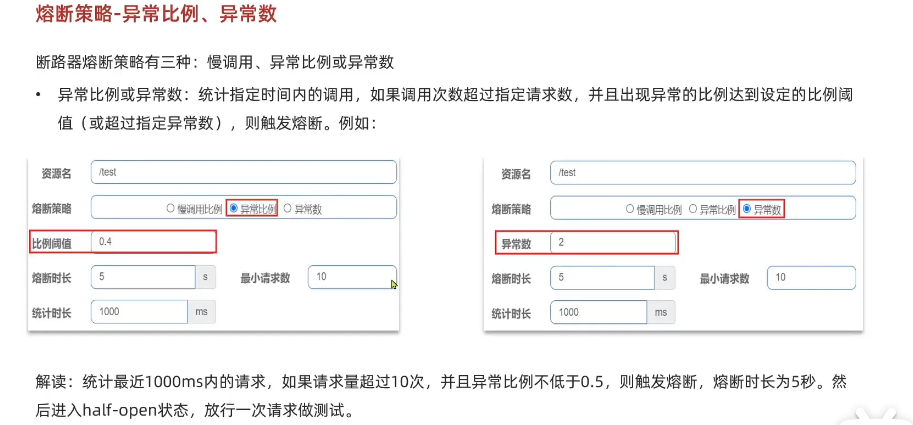 熔断策略-异常比例、异常数
断路器熔断策略有三种：慢调用、异常比例或异常数
• 异常比例或异常数：统计指定时间内的调用，如果调用次数超过指定请求数，并且出现异常的比例达到设定的比例阈
值（或超过指定异常数），则触发熔断。例如：
资源名 /test
熔断策略 慢调用比例 异常比例 异常数
比例阈值 0.4
熔断时长 5 s 最小请求数 10
统计时长 1000 ms
资源名 /test
熔断策略 慢调用比例 异常比例 异常数
异常数 2
熔断时长 5 s 最小请求数 10
统计时长 1000 ms
解读：统计最近1000ms内的请求，如果请求量超过10次，并且异常比例不低于0.5，则触发熔断，熔断时长为5秒。然
后进入half-open状态，放行一次请求做测试。